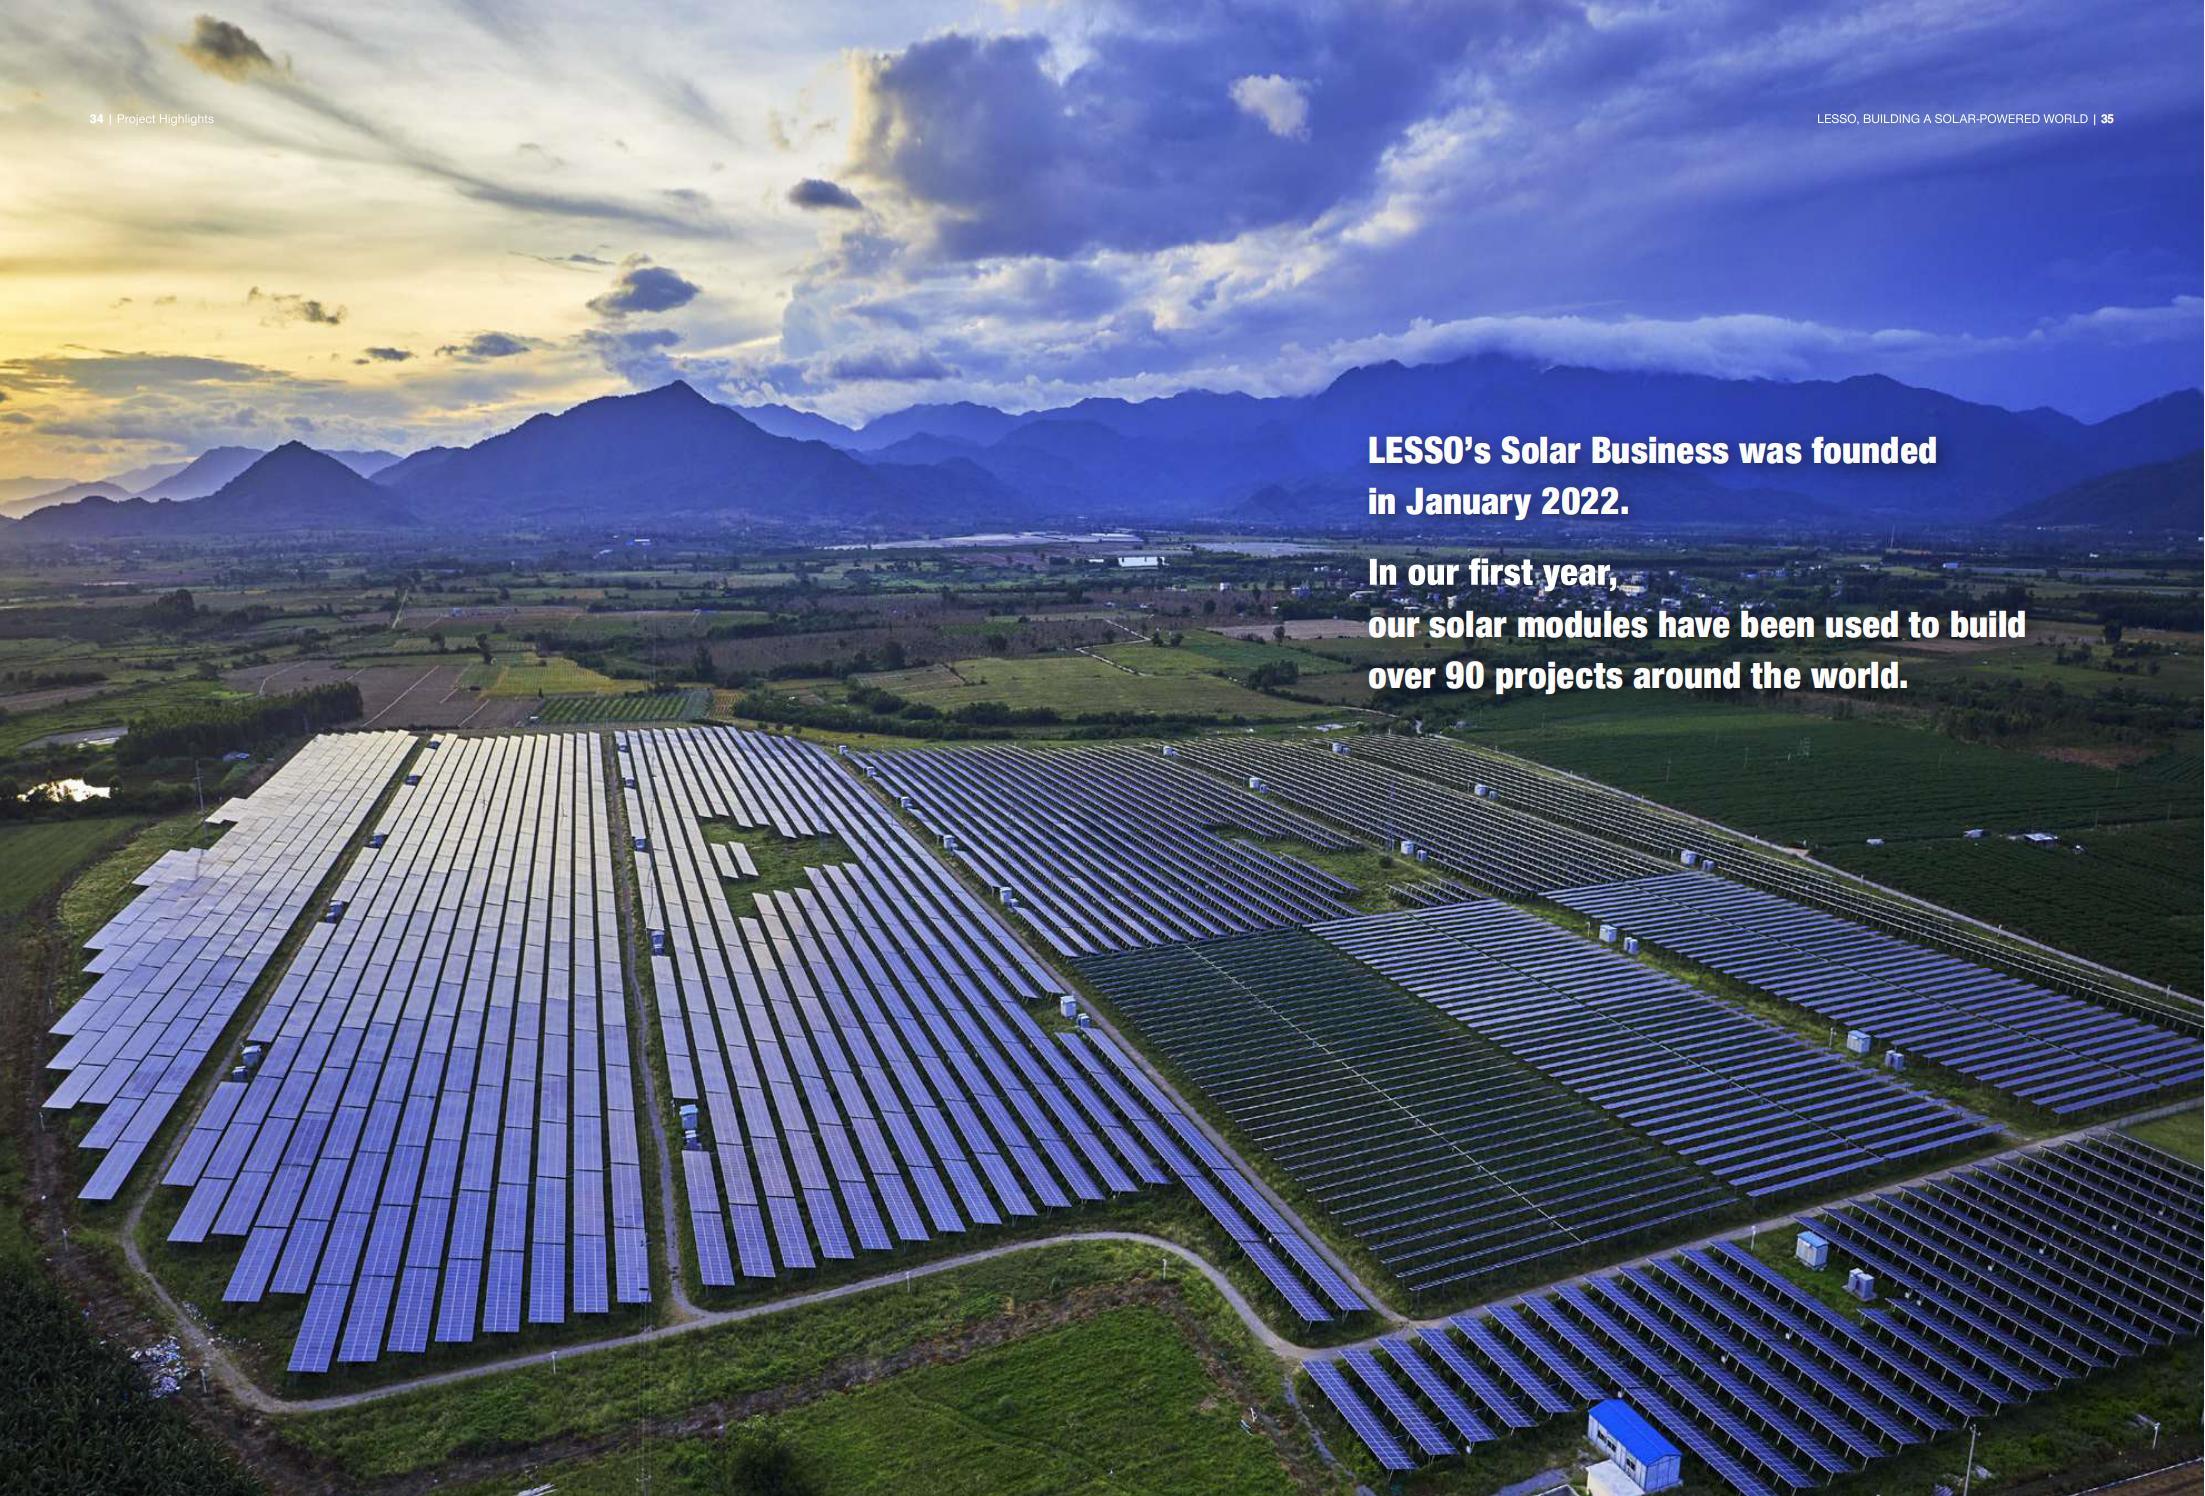 34 | Project Highlights
LESSO, BUILDING A SOLAR-POWERED WORLD | 35
LESSO’s Solar Business was founded
in January 2022.
In our first year,
our solar modules have been used to build
over 90 projects around the world.